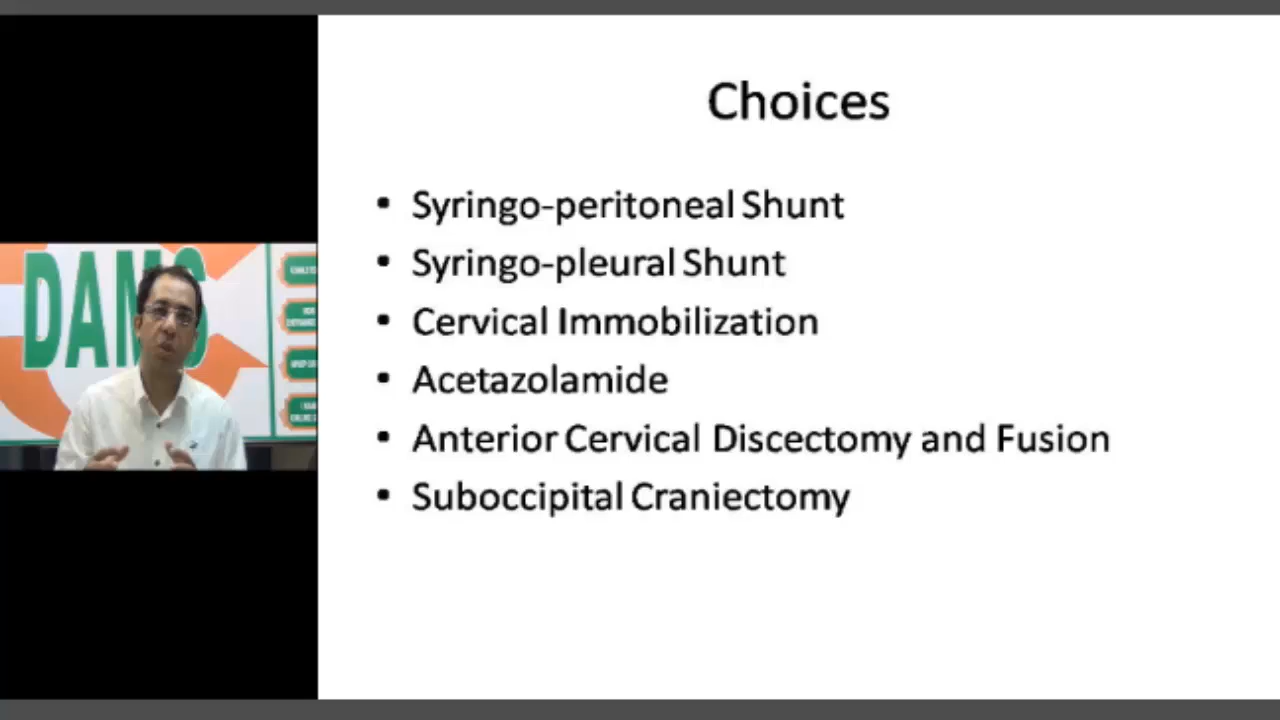 Choices
• Syringo-peritoneal Shunt
• Syringo-pleural Shunt
• Cervical Immobilization
• Acetazolamide
• Anterior Cervical Discectomy and Fusion
• Suboccipital Craniectomy
DAMS